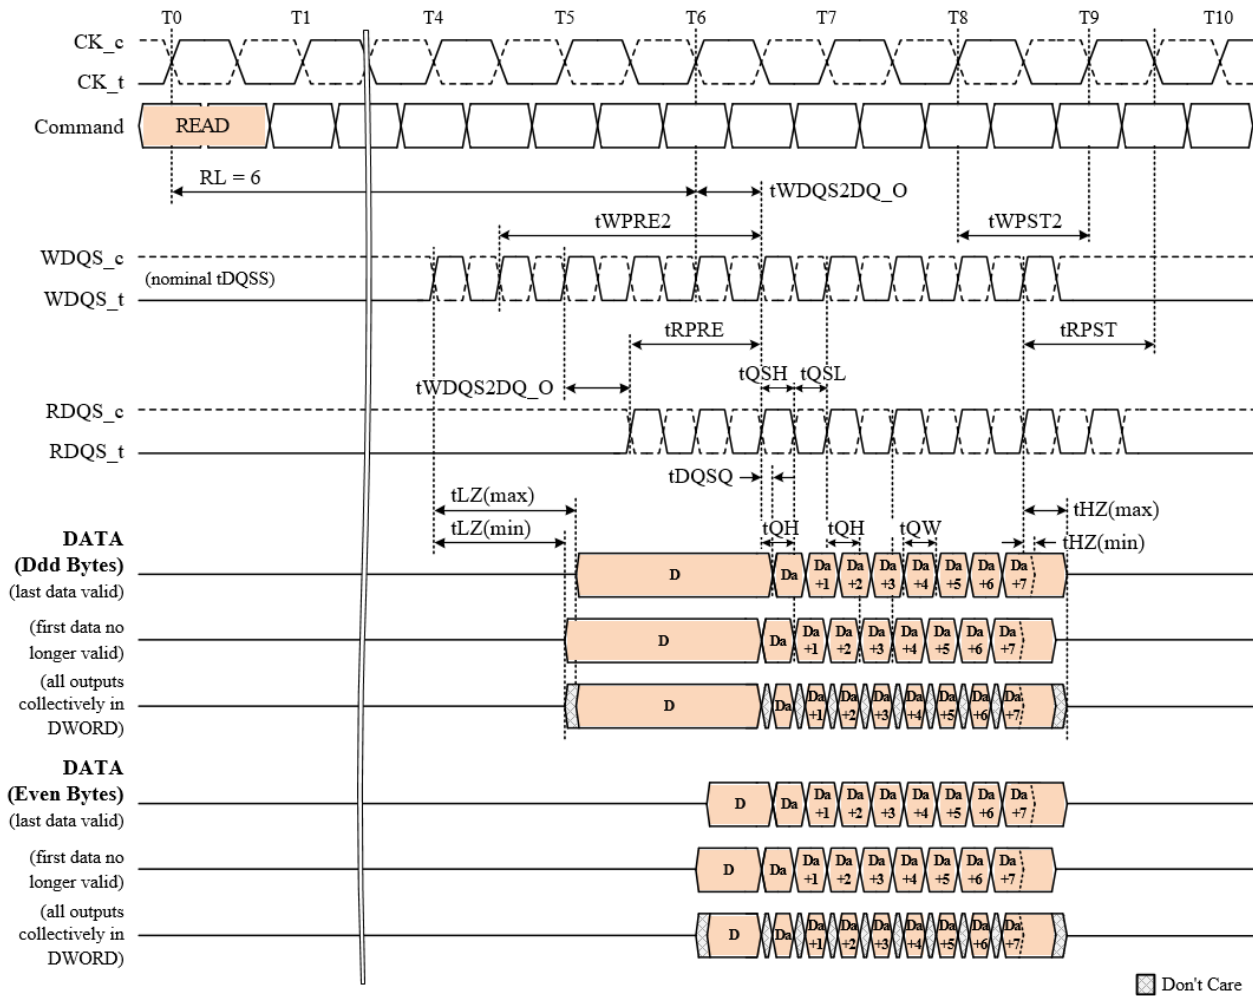 T0 T1 T4 T5 T6 T7 T8 T9 T10
CK_c
CK_t
Command READ
RL = 6
tWDQS2DQ_O
tWPRE2 tWPST2
WDQS_c
(nominal tDQSS)
WDQS_t
tRPRE tRPST
tWDQS2DQ_O tQSH tQSL
RDQS_c
RDQS_t
tDQSQ
tLZ(max) tHZ(max)
tLZ(min) tQH tQH tQW tHZ(min)
DATA
(Ddd Bytes)
(last data valid)
D Da Da +1 Da +2 Da +3 Da +4 Da +5 Da +6 Da +7
(first data no
longer valid)
D Da Da +1 Da +2 Da +3 Da +4 Da +5 Da +6 Da +7
(all outputs
collectively in
DWORD)
D Da Da +1 Da +2 Da +3 Da +4 Da +5 Da +6 Da +7
DATA
(Even Bytes)
(last data valid)
D Da Da +1 Da +2 Da +3 Da +4 Da +5 Da +6 Da +7
(first data no
longer valid)
D Da Da +1 Da +2 Da +3 Da +4 Da +5 Da +6 Da +7
(all outputs
collectively in
DWORD)
D Da Da +1 Da +2 Da +3 Da +4 Da +5 Da +6 Da +7
Don't Care